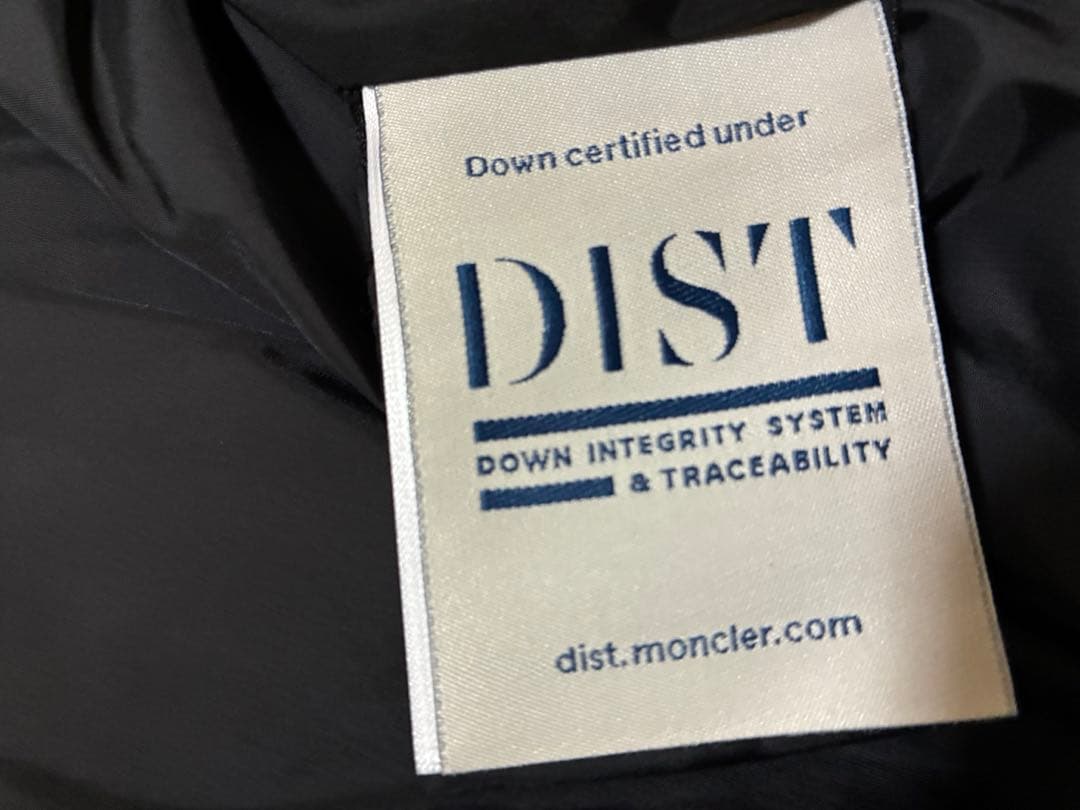 Down certified under
DIST
DOWN INTEGRITY SYSTEM
& TRACEABILITY
dist.moncler.com